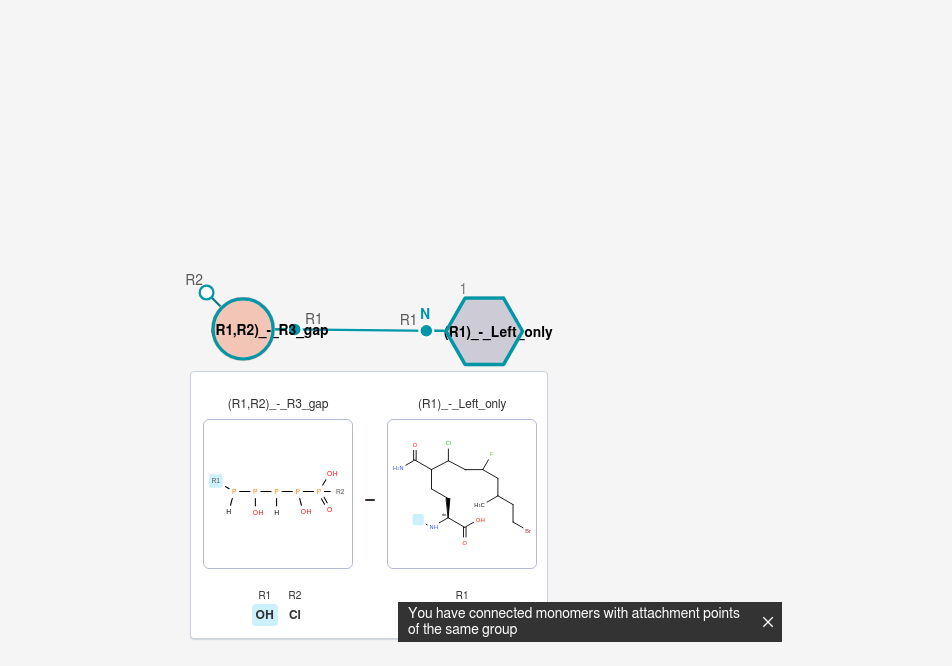 R2
1
R1
R1
N
(R1,R2)_-_R3_gap
(R1)_-_Left_only
(R1,R2)_-_R3_gap
(R1)_-_Left_only
R1
P
P
P
P
P
OH
R2
O
H
OH
H
OH
O
Cl
F
H₂N
H₃C
OH
NH
O
Br
R1
R2
R1
OH
Cl
You have connected monomers with attachment points
of the same group